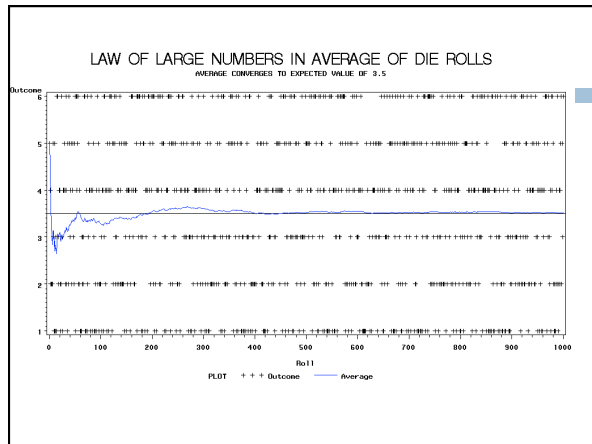 LAW OF LARGE NUMBERS IN AVERAGE OF DIE ROLLS
AVERAGE CONVERGES TO EXPECTED VALUE OF 3.5
Outcome
6
5
4
3
2
1
0 100 200 300 400 500 600 700 800 900 1000
Roll
PLOT + + + Outcome Average